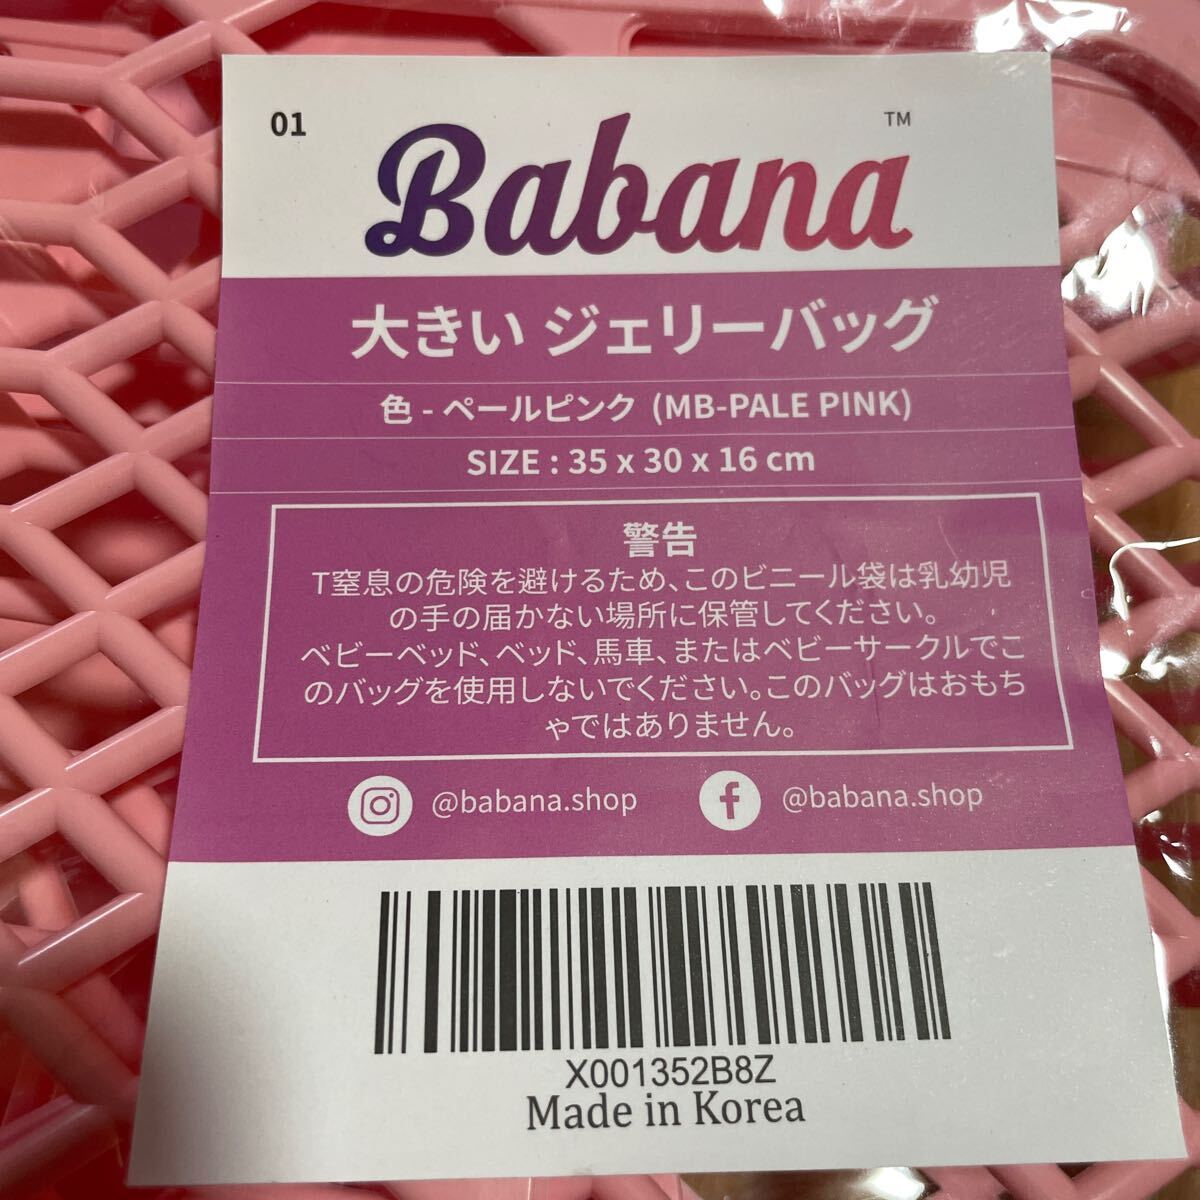 01
Babana
TM
大きい ジェリーバッグ
色 - ペールピンク (MB-PALE PINK)
SIZE : 35 x 30 x 16 cm
警告
T窒息の危険を避けるため、このビニール袋は乳幼児
の手の届かない場所に保管してください。
ベビーベッド、ベッド、馬車、またはベビーサークルでこ
のバッグを使用しないでください。このバッグはおもち
ゃではありません。
@babana.shop
@babana.shop
X001352B8Z
Made in Korea